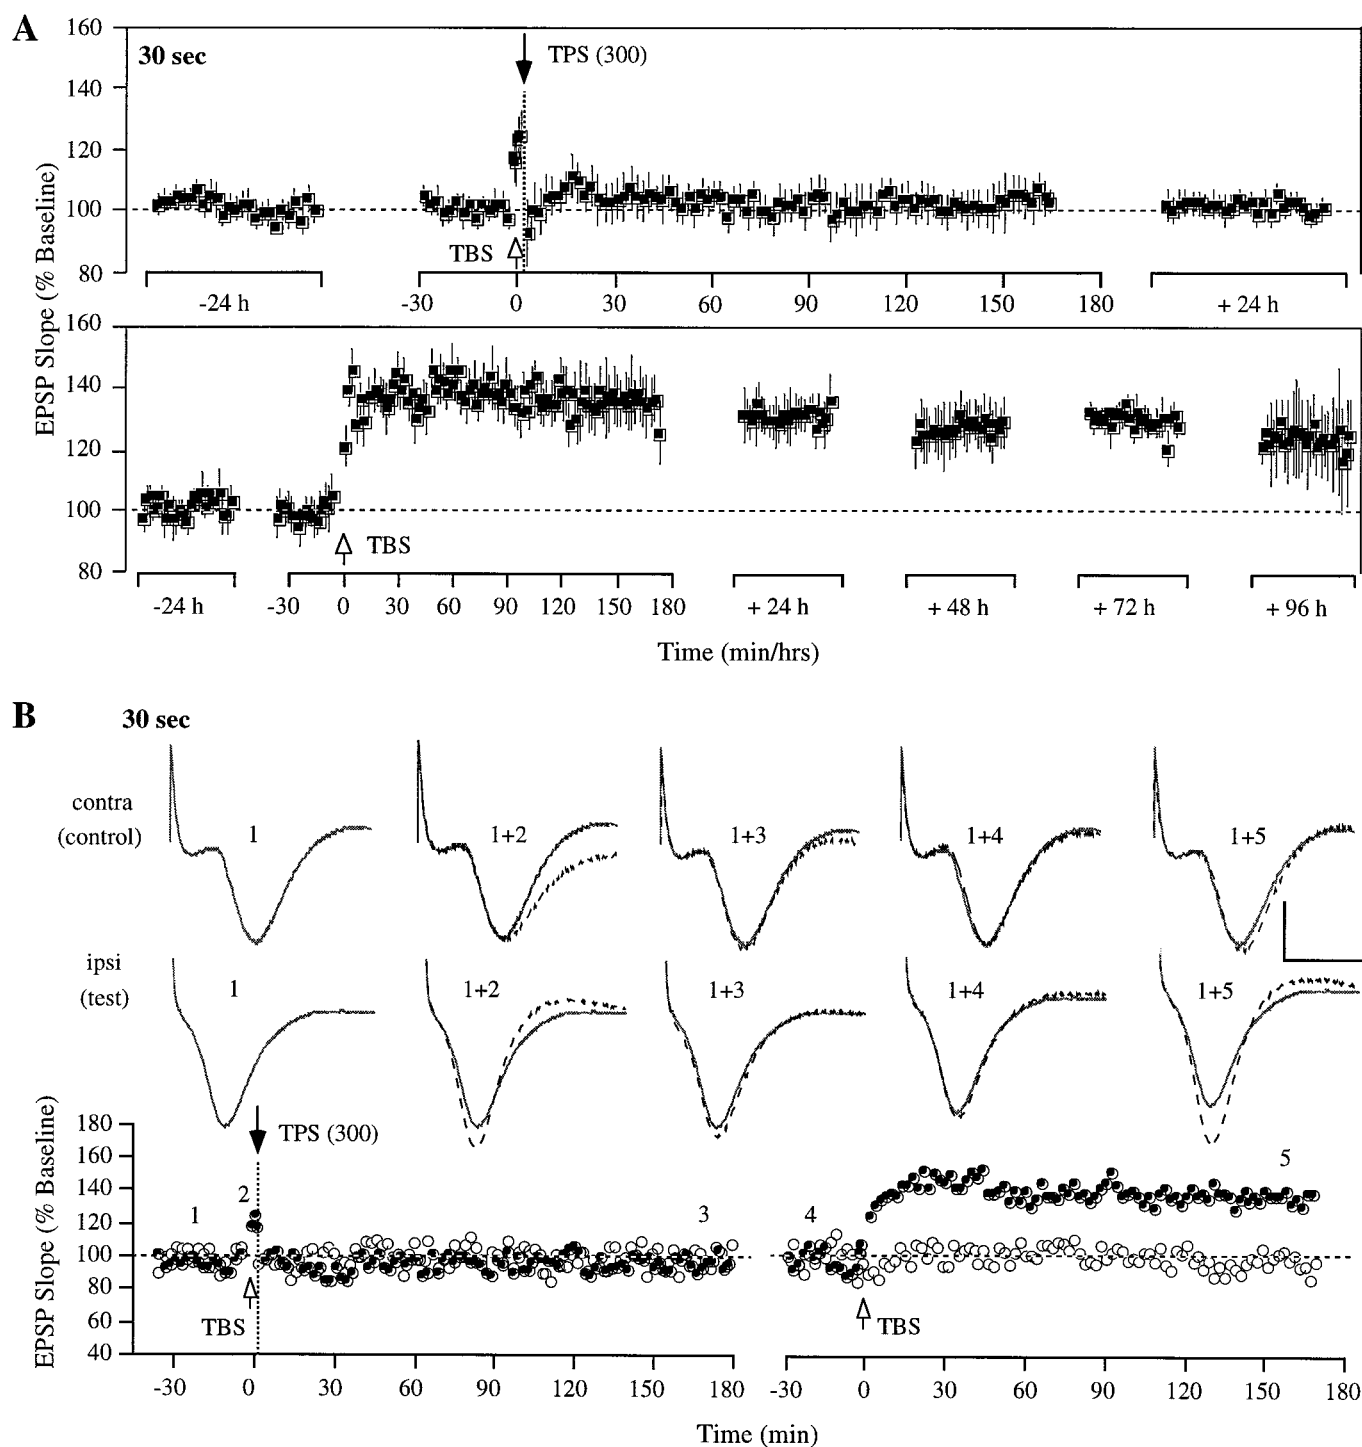 A
160
30 sec
TPS (300)
140
120
100
TBS
80
-24 h
-30
0
30
60
90
120
150
180
+ 24 h
EPSP Slope (% Baseline)
160
140
120
100
TBS
80
-24 h
-30
0
30
60
90
120
150
180
+ 24 h
+ 48 h
+ 72 h
+ 96 h
Time (min/hrs)
B
30 sec
contra
(control)
1
1+2
1+3
1+4
1+5
ipsi
(test)
1
1+2
1+3
1+4
1+5
EPSP Slope (% Baseline)
180
TPS (300)
160
5
140
1
2
3
4
120
100
80
60
TBS
TBS
40
-30
0
30
60
90
120
150
180
-30
0
30
60
90
120
150
180
Time (min)